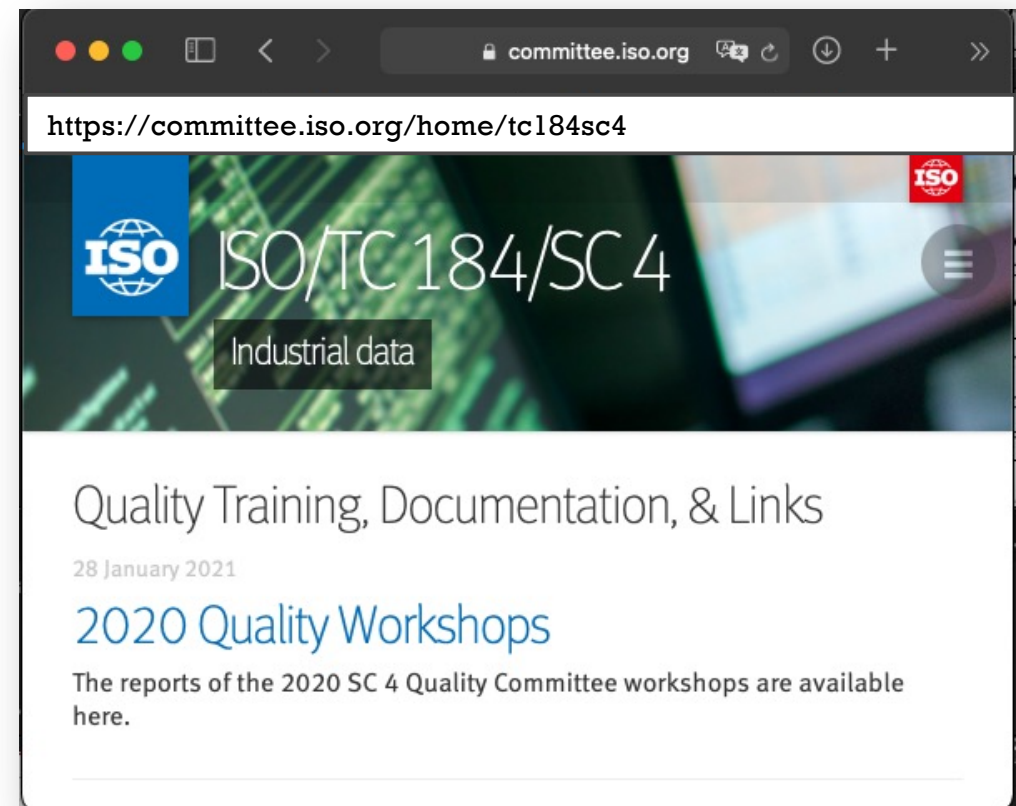 committee.iso.org
https://committee.iso.org/home/tc184sc4
ISO
ISO
ISO/TC 184/SC 4
Industrial data
Quality Training, Documentation, & Links
28 January 2021
2020 Quality Workshops
The reports of the 2020 SC 4 Quality Committee workshops are available
here.